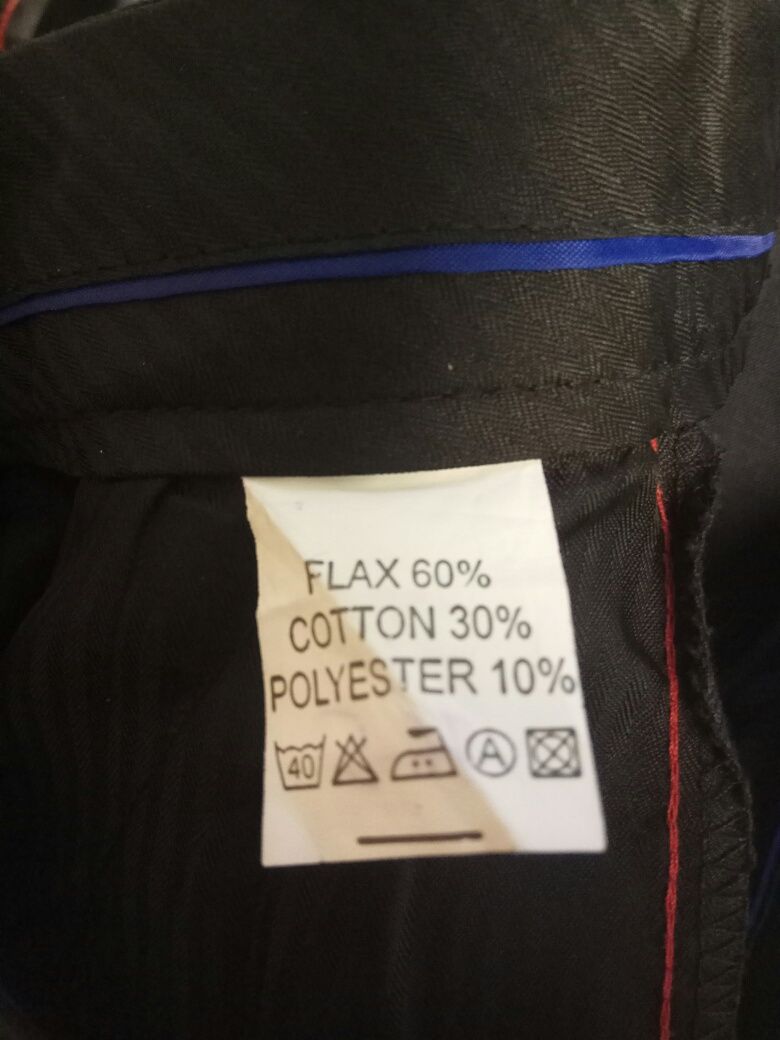 FLAX 60%
COTTON 30%
POLYESTER 10%
40 A